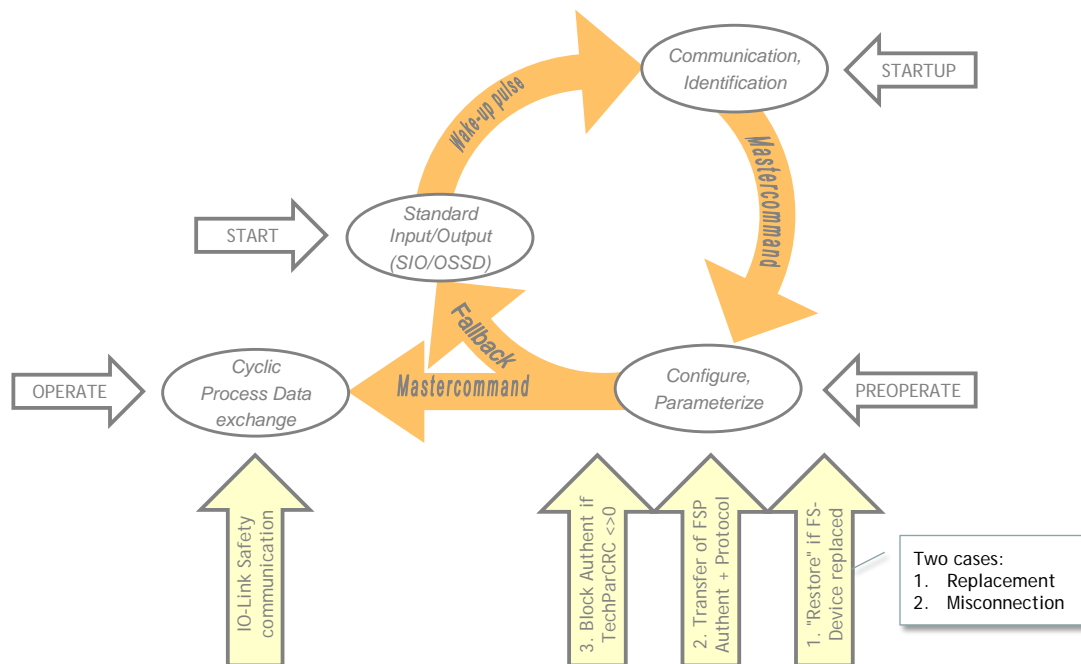 Communication,
Identification
STARTUP
Wake-up pulse
Mastercommand
Standard
Input/Output
(SIO/OSSD)
START
Fallback
Cyclic
Process Data
exchange
OPERATE
Mastercommand
Configure,
Parameterize
PREOPERATE
IO-Link Safety
communication
3. Block Authent if
TechParCRC <>0
2. Transfer of FSP
Authent + Protocol
1. "Restore" if FS-
Device replaced
Two cases:
1. Replacement
2. Misconnection